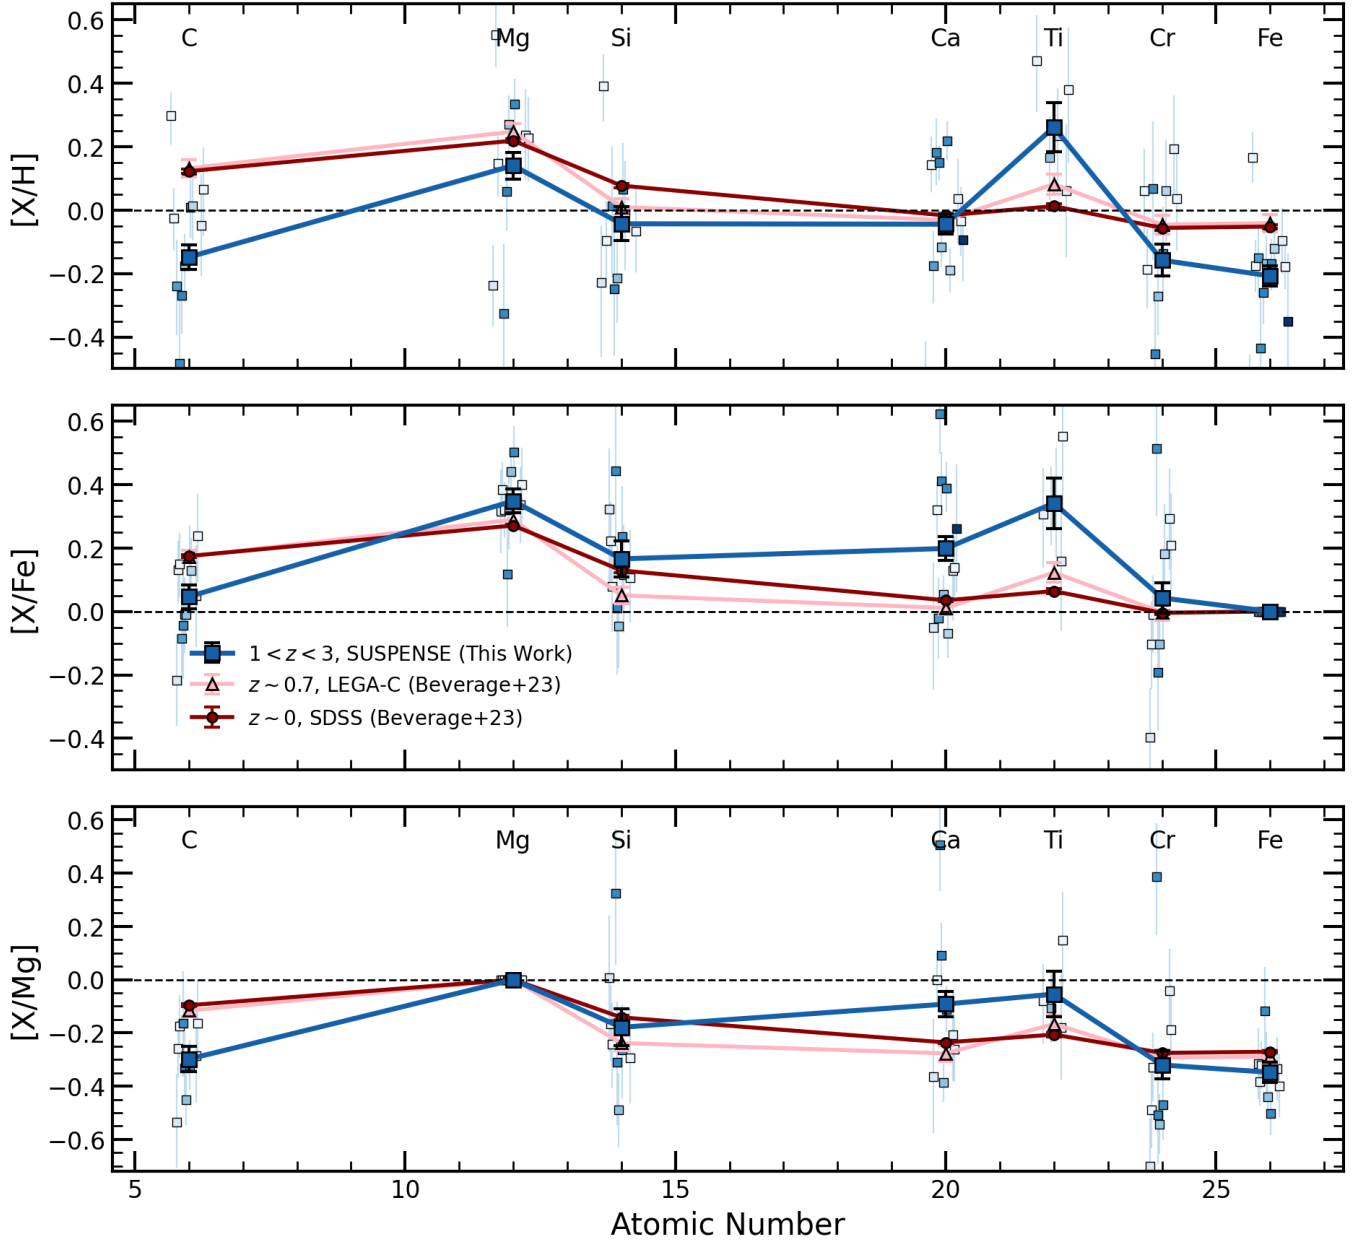 [X/H]
0.6
0.4
0.2
0.0
−0.2
−0.4
C Mg Si Ca Ti Cr Fe
[X/Fe]
0.6
0.4
0.2
0.0
−0.2
−0.4
1 < z < 3, SUSPENSE (This Work)
z ~ 0.7, LEGA-C (Beverage+23)
z ~ 0, SDSS (Beverage+23)
[X/Mg]
0.6
0.4
0.2
0.0
−0.2
−0.4
−0.6
C Mg Si Ca Ti Cr Fe
5 10 15 20 25
Atomic Number